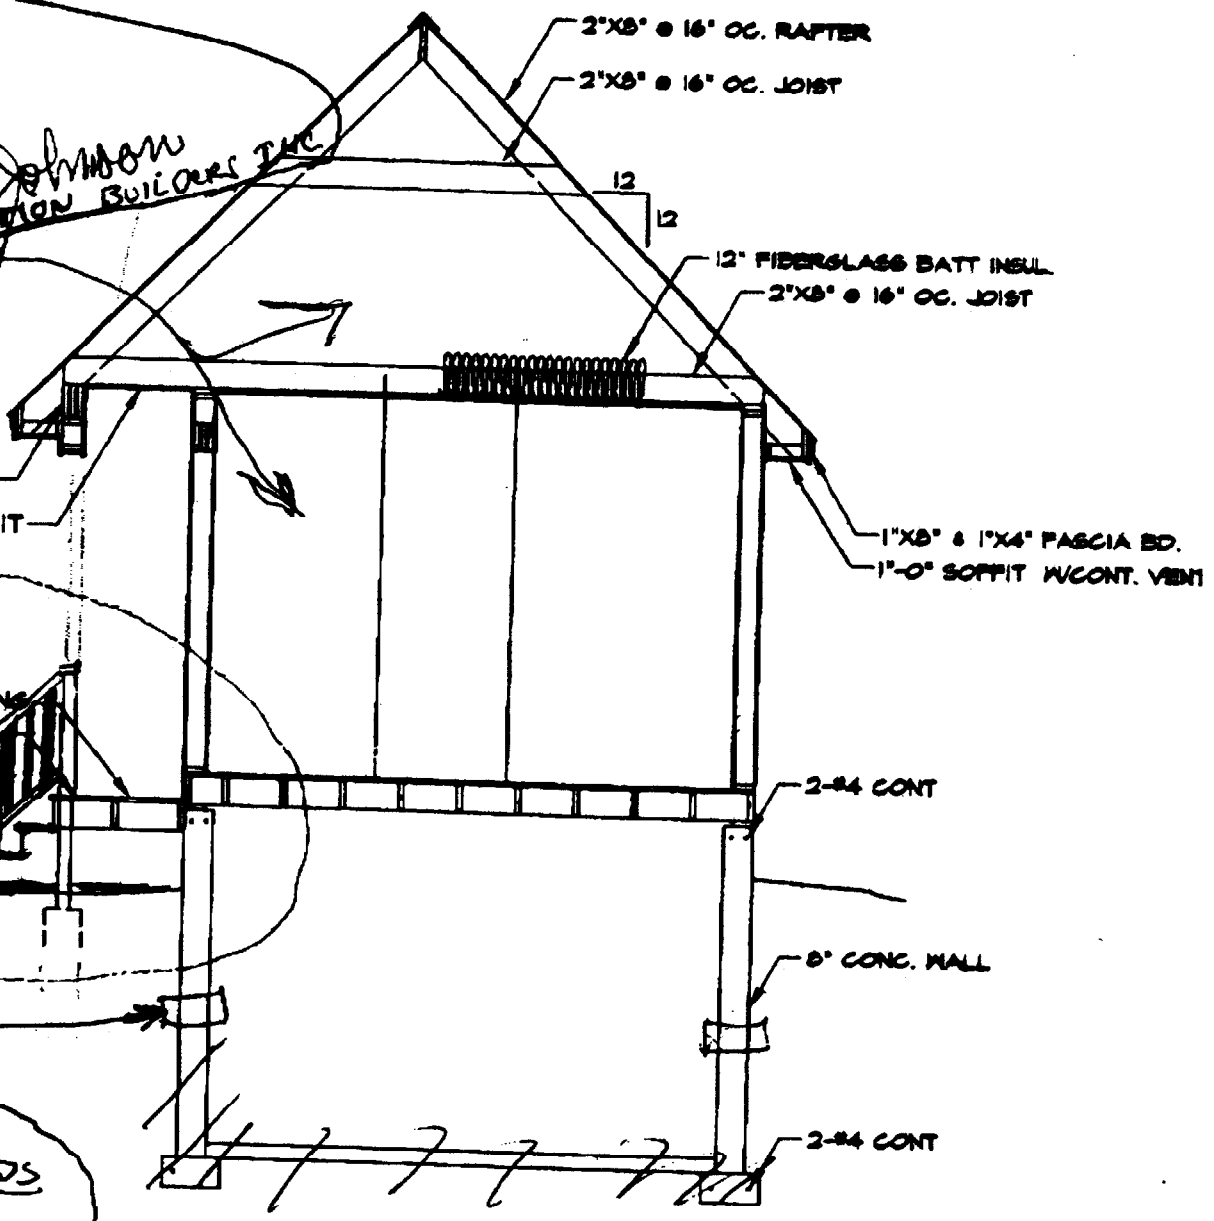 2"X8" @ 16" OC. RAFTER
2"X8" @ 16" OC. JOIST
Johnson
BUILDERS INC
12
12
12" FIBERGLASS BATT INSUL
2"X8" @ 16" OC. JOIST
IT
1"X8" & 1"X4" FASCIA BD.
1"-0" SOFFIT W/CONT. VENT
2-#4 CONT
8" CONC. WALL
2-#4 CONT